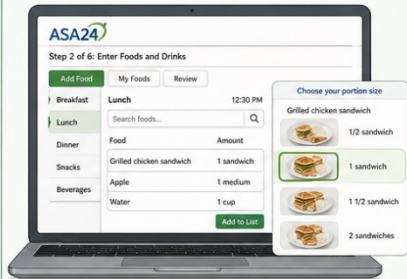 ASA24
Step 2 of 6: Enter Foods and Drinks
Add Food My Foods Review
Breakfast
Lunch
Dinner
Snacks
Beverages
Lunch 12:30 PM
Search foods...
Food Amount
Grilled chicken sandwich 1 sandwich
Apple 1 medium
Water 1 cup
Add to List
Choose your portion size
Grilled chicken sandwich
1/2 sandwich
1 sandwich
1 1/2 sandwich
2 sandwiches